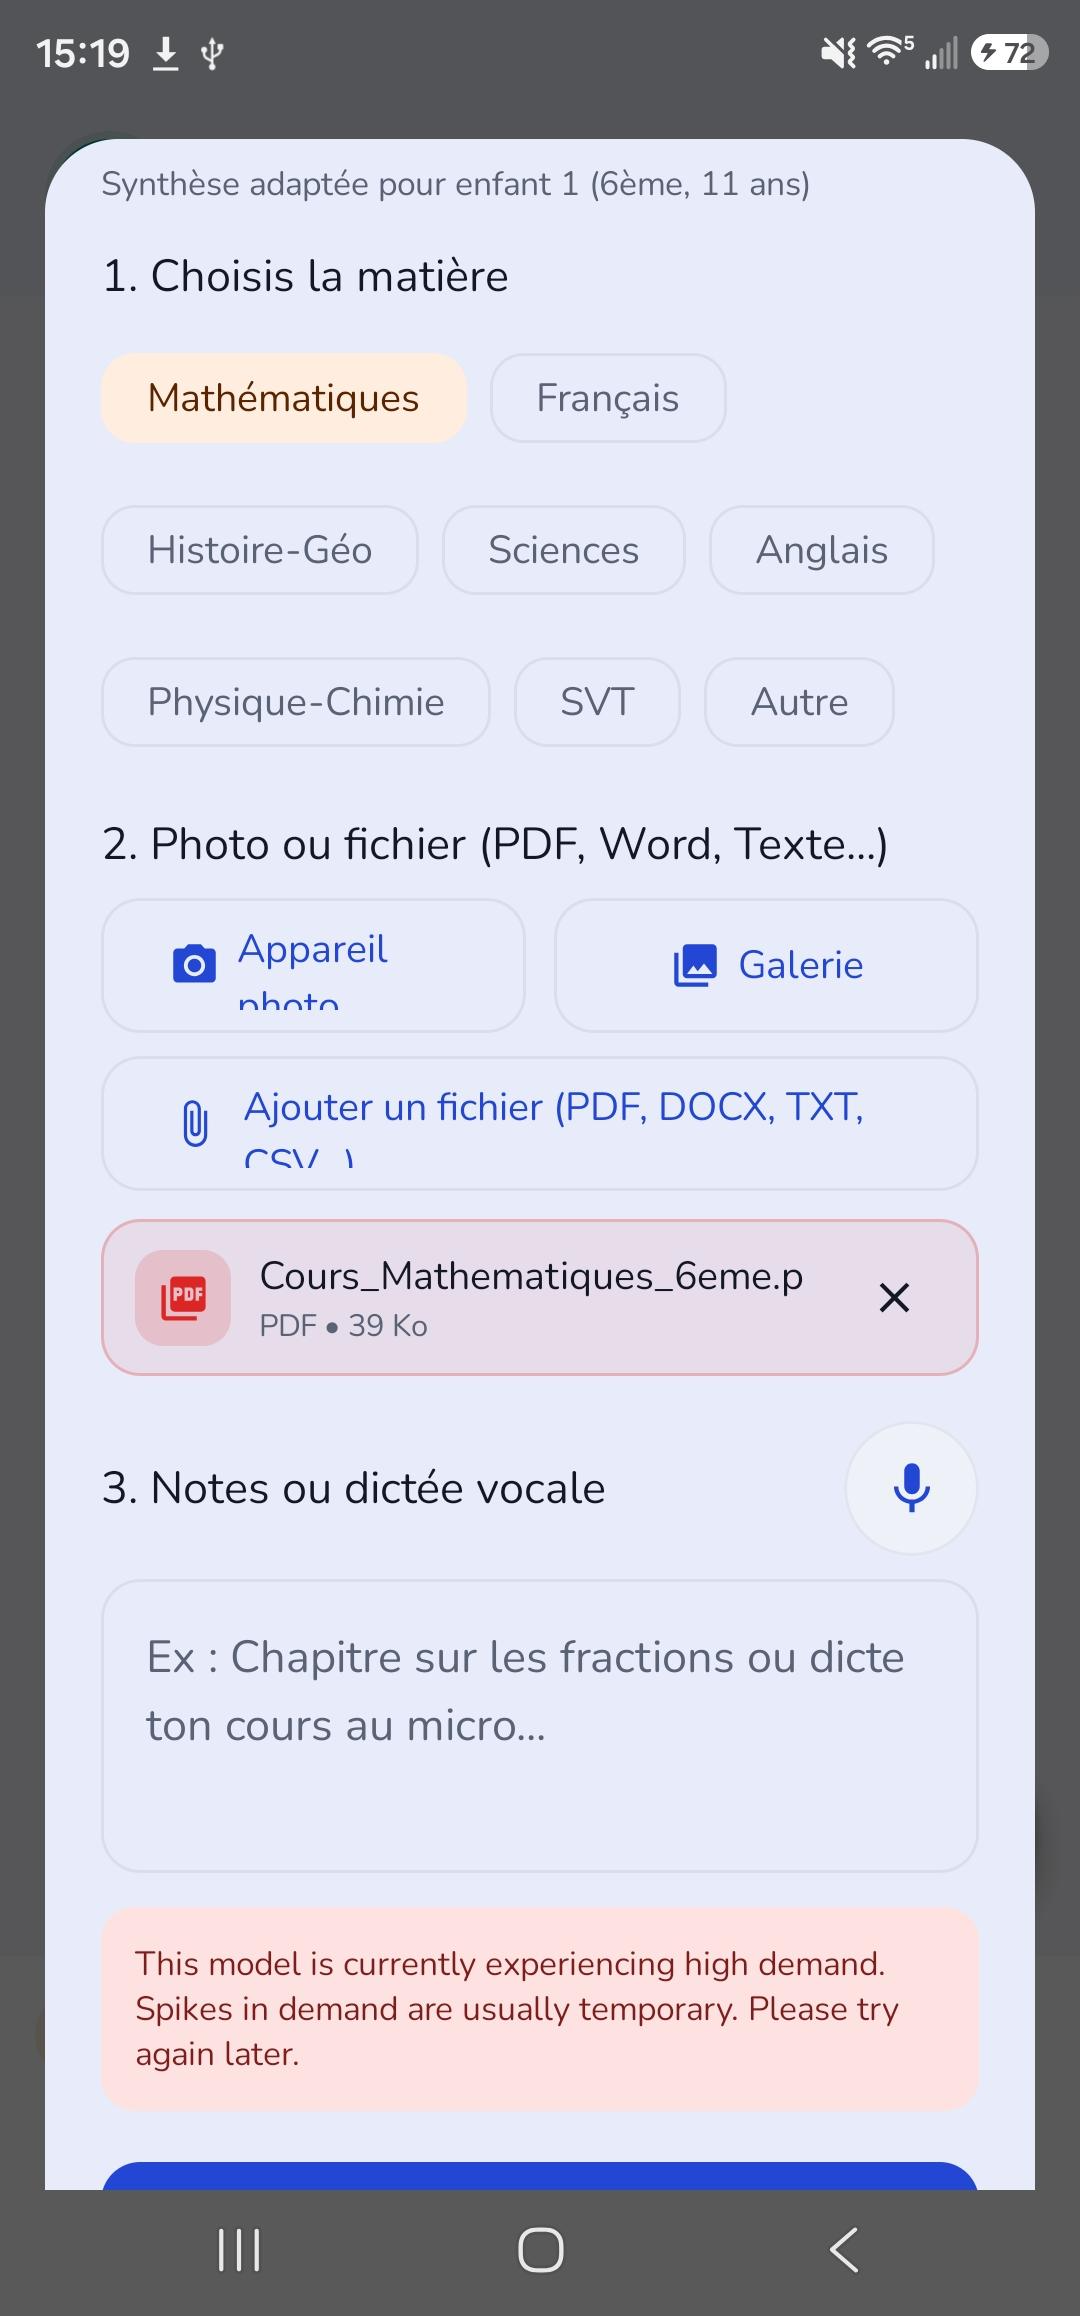 15:19
5
72
Synthèse adaptée pour enfant 1 (6ème, 11 ans)
1. Choisis la matière
Mathématiques
Français
Histoire-Géo
Sciences
Anglais
Physique-Chimie
SVT
Autre
2. Photo ou fichier (PDF, Word, Texte...)
Appareil
photo
Galerie
Ajouter un fichier (PDF, DOCX, TXT,
CSV...)
PDF
Cours_Mathematiques_6eme.p
PDF • 39 Ko
3. Notes ou dictée vocale
Ex : Chapitre sur les fractions ou dicte
ton cours au micro...
This model is currently experiencing high demand.
Spikes in demand are usually temporary. Please try
again later.